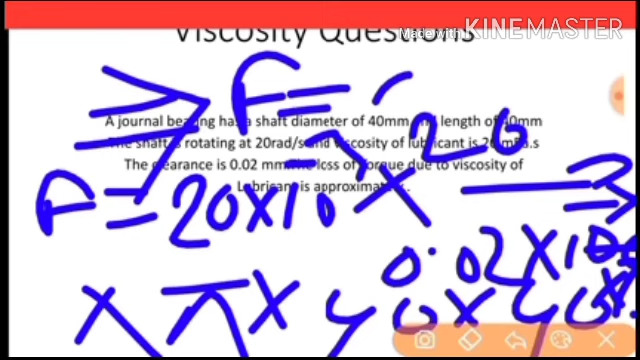 Made with KINEMASTER
Viscosity Questions
A journal bearing has a shaft diameter of 40mm and length of 40mm
The shaft is rotating at 20rad/s and viscosity of lubricant is 20 mPa.s
The clearance is 0.02 mm. The loss of torque due to viscosity of
Lubricant is approximately
F =
20
F = 20 X 10 X
0.02 X 10
X π X 40 X 40 X